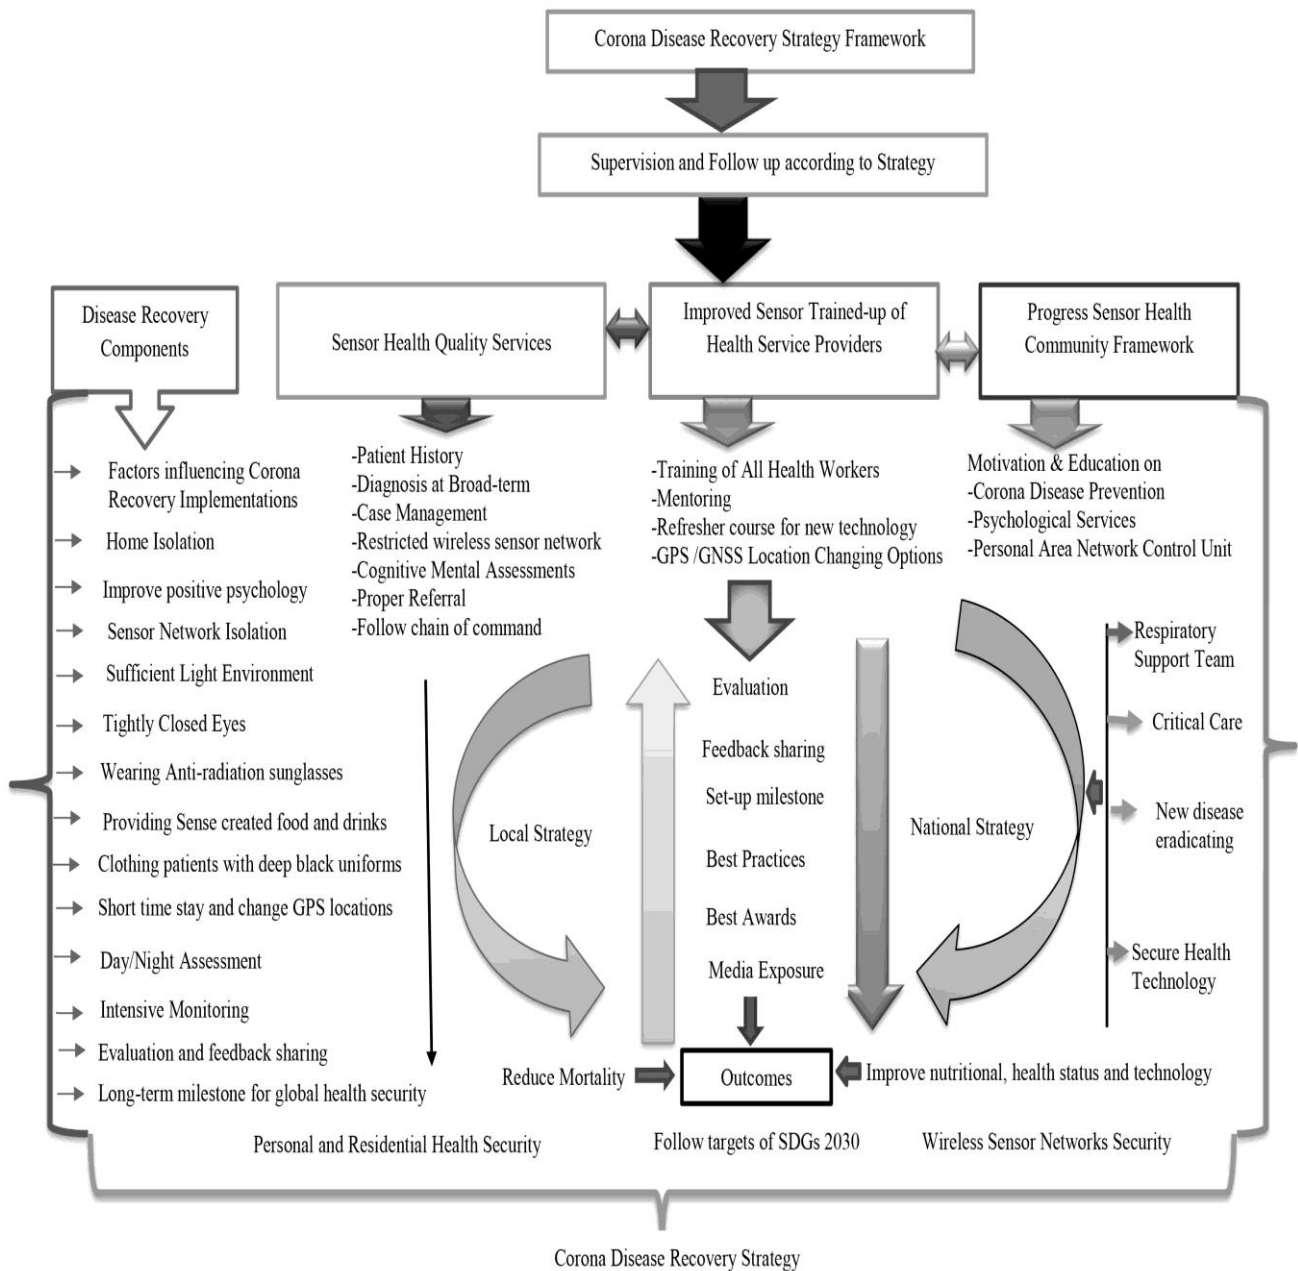 Corona Disease Recovery Strategy Framework
Supervision and Follow up according to Strategy
Disease Recovery
Components
Sensor Health Quality Services
Improved Sensor Trained-up of
Health Service Providers
Progress Sensor Health
Community Framework
Factors influencing Corona
Recovery Implementations
Home Isolation
Improve positive psychology
Sensor Network Isolation
Sufficient Light Environment
Tightly Closed Eyes
Wearing Anti-radiation sunglasses
Providing Sense created food and drinks
Clothing patients with deep black uniforms
Short time stay and change GPS locations
Day/Night Assessment
Intensive Monitoring
Evaluation and feedback sharing
Long-term milestone for global health security
-Patient History
-Diagnosis at Broad-term
-Case Management
-Restricted wireless sensor network
-Cognitive Mental Assessments
-Proper Referral
-Follow chain of command
-Training of All Health Workers
-Mentoring
-Refresher course for new technology
-GPS /GNSS Location Changing Options
Motivation & Education on
-Corona Disease Prevention
-Psychological Services
-Personal Area Network Control Unit
Local Strategy
Evaluation
Feedback sharing
Set-up milestone
Best Practices
Best Awards
Media Exposure
National Strategy
Respiratory
Support Team
Critical Care
New disease
eradicating
Secure Health
Technology
Reduce Mortality
Outcomes
Improve nutritional, health status and technology
Personal and Residential Health Security
Follow targets of SDGs 2030
Wireless Sensor Networks Security
Corona Disease Recovery Strategy